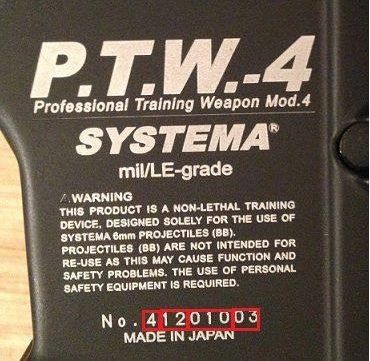 P.T.W.-4
Professional Training Weapon Mod.4
SYSTEMA®
mil/LE-grade
⚠WARNING
THIS PRODUCT IS A NON-LETHAL TRAINING
DEVICE, DESIGNED SOLELY FOR THE USE OF
SYSTEMA 6mm PROJECTILES (BB).
PROJECTILES (BB) ARE NOT INTENDED FOR
RE-USE AS THIS MAY CAUSE FUNCTION AND
SAFETY PROBLEMS. THE USE OF PERSONAL
SAFETY EQUIPMENT IS REQUIRED.
No. 41201003
MADE IN JAPAN